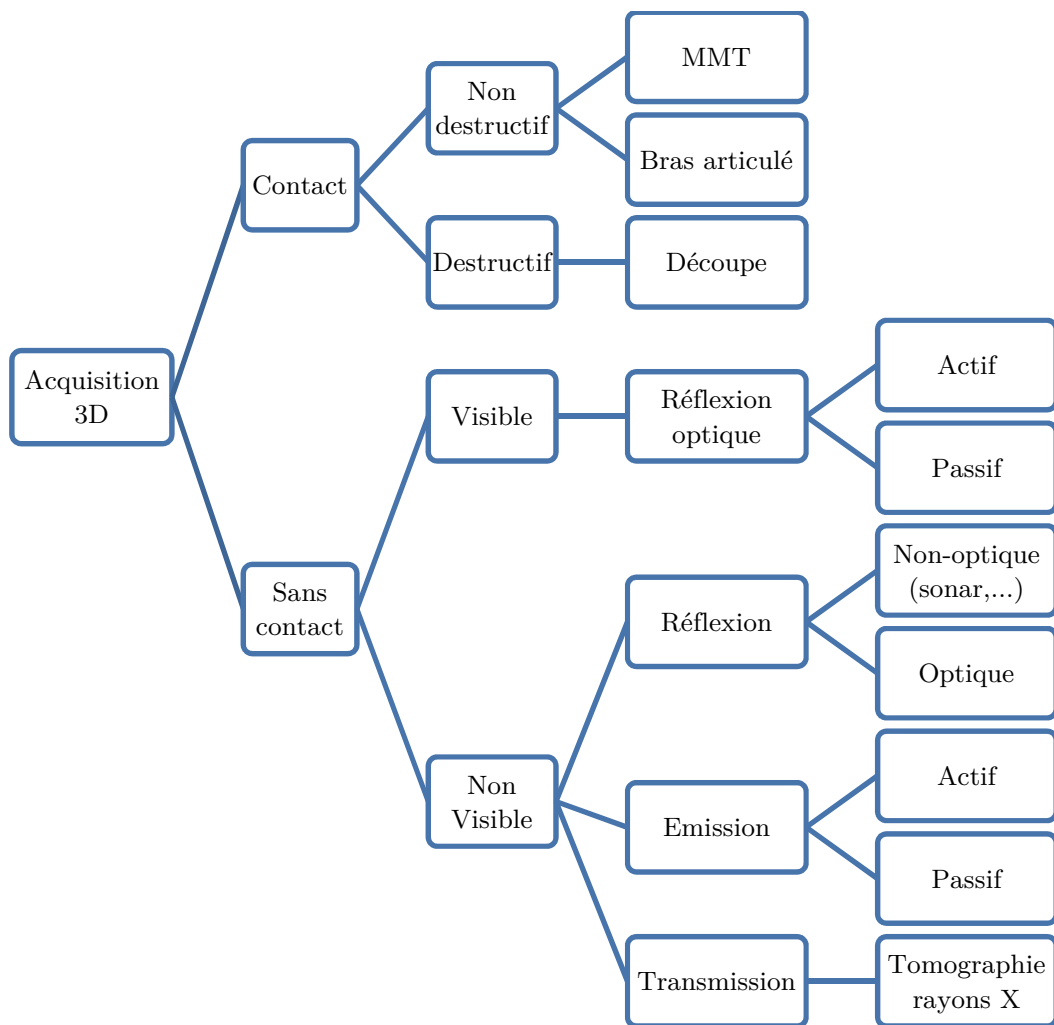 Acquisition
3D
Contact
Non
destructif
MMT
Bras articulé
Destructif
Découpe
Sans
contact
Visible
Réflexion
optique
Actif
Passif
Non
Visible
Réflexion
Non-optique
(sonar,...)
Optique
Emission
Actif
Passif
Transmission
Tomographie
rayons X